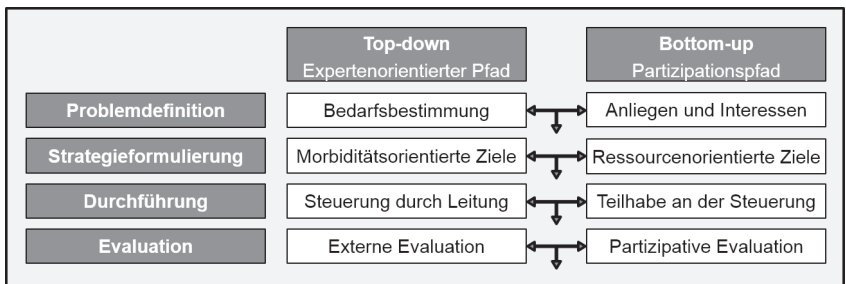 Top-down
Expertenorientierter Pfad
Bottom-up
Partizipationspfad
Problemdefinition
Bedarfsbestimmung
Anliegen und Interessen
Strategieformulierung
Morbiditätsorientierte Ziele
Ressourcenorientierte Ziele
Durchführung
Steuerung durch Leitung
Teilhabe an der Steuerung
Evaluation
Externe Evaluation
Partizipative Evaluation